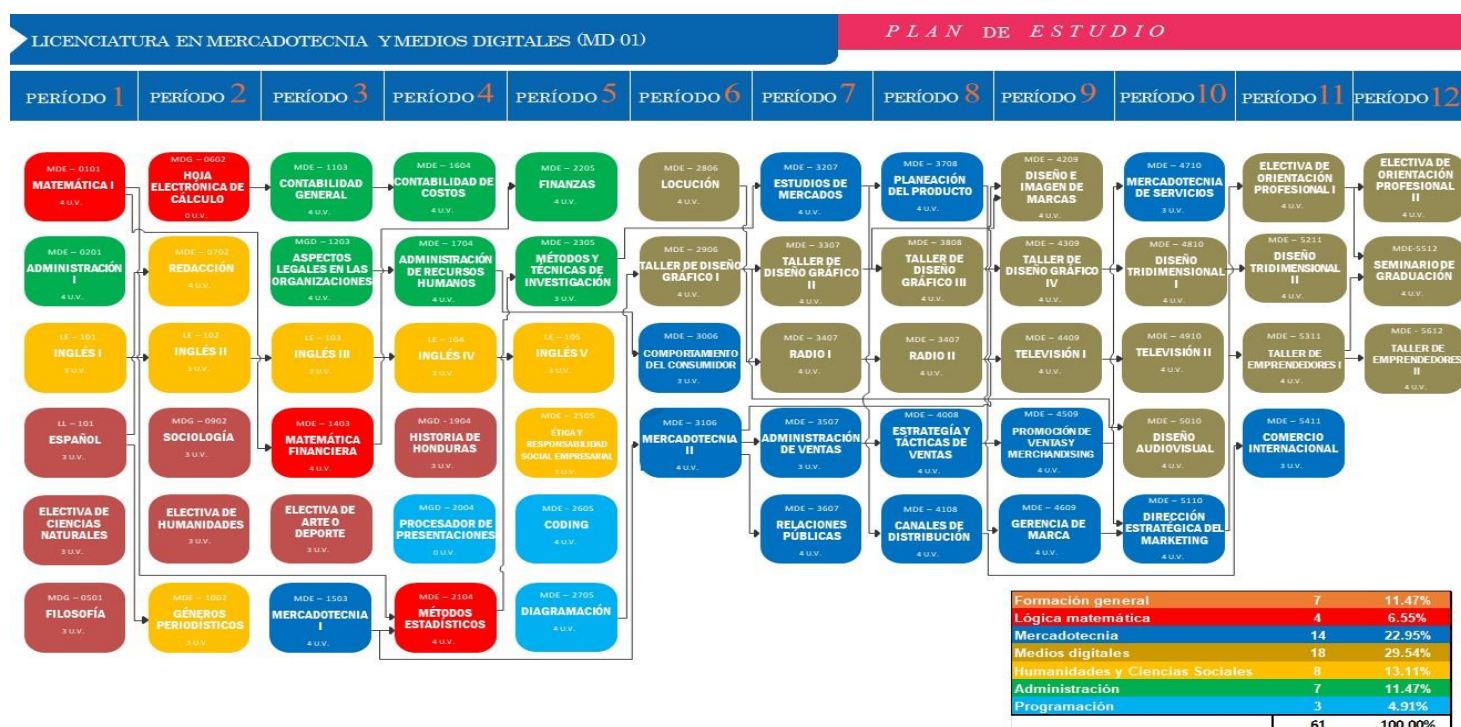 LICENCIATURA EN MERCADOTECNIA Y MEDIOS DIGITALES (MD 01)
PLAN DE ESTUDIO
PERÍODO 1
PERÍODO 2
PERÍODO 3
PERÍODO 4
PERÍODO 5
PERÍODO 6
PERÍODO 7
PERÍODO 8
PERÍODO 9
PERÍODO 10
PERÍODO 11
PERÍODO 12
MDE – 0101
MATEMÁTICA I
4 U.V.
MDG – 0602
HOJA
ELECTRÓNICA DE
CÁLCULO
0 U.V.
MDE – 1103
CONTABILIDAD
GENERAL
4 U.V.
MDE – 1604
CONTABILIDAD DE
COSTOS
4 U.V.
MDE – 2205
FINANZAS
4 U.V.
MDE – 2806
LOCUCIÓN
4 U.V.
MDE – 3207
ESTUDIOS DE
MERCADOS
4 U.V.
MDE – 3708
PLANEACIÓN
DEL PRODUCTO
4 U.V.
MDE – 4209
DISEÑO E
IMAGEN DE
MARCAS
4 U.V.
MDE – 4710
MERCADOTECNIA
DE SERVICIOS
3 U.V.
ELECTIVA DE
ORIENTACIÓN
PROFESIONAL I
4 U.V.
ELECTIVA DE
ORIENTACIÓN
PROFESIONAL
II
4 U.V.
MDE – 0201
ADMINISTRACIÓN
I
4 U.V.
MDE – 0702
REDACCIÓN
4 U.V.
MGD – 1203
ASPECTOS
LEGALES EN LAS
ORGANIZACIONES
4 U.V.
MDE – 1704
ADMINISTRACIÓN
DE RECURSOS
HUMANOS
4 U.V.
MDE – 2305
MÉTODOS Y
TÉCNICAS DE
INVESTIGACIÓN
3 U.V.
MDE – 2906
TALLER DE DISEÑO
GRÁFICO I
4 U.V.
MDE – 3307
TALLER DE
DISEÑO GRÁFICO
II
4 U.V.
MDE – 3808
TALLER DE
DISEÑO
GRÁFICO III
4 U.V.
MDE – 4309
TALLER DE
DISEÑO GRÁFICO
IV
4 U.V.
MDE – 4810
DISEÑO
TRIDIMENSIONAL
I
4 U.V.
MDE – 5211
DISEÑO
TRIDIMENSIONAL
II
4 U.V.
MDE-5512
SEMINARIO DE
GRADUACIÓN
4 U.V.
LE – 101
INGLÉS I
3 U.V.
LE – 102
INGLÉS II
3 U.V.
LE – 103
INGLÉS III
3 U.V.
LE – 104
INGLÉS IV
3 U.V.
LE – 105
INGLÉS V
3 U.V.
MDE – 3006
COMPORTAMIENTO
DEL CONSUMIDOR
3 U.V.
MDE – 3407
RADIO I
4 U.V.
MDE – 3407
RADIO II
4 U.V.
MDE – 4409
TELEVISIÓN I
4 U.V.
MDE – 4910
TELEVISIÓN II
4 U.V.
MDE – 5311
TALLER DE
EMPRENDEDORES I
4 U.V.
MDE - 5612
TALLER DE
EMPRENDEDORES
II
4 U.V.
LL – 101
ESPAÑOL
3 U.V.
MDG – 0902
SOCIOLOGÍA
3 U.V.
MDE – 1403
MATEMÁTICA
FINANCIERA
4 U.V.
MGD - 1904
HISTORIA DE
HONDURAS
3 U.V.
MDE – 2505
ÉTICA Y
RESPONSABILIDAD
SOCIAL EMPRESARIAL
3 U.V.
MDE – 3106
MERCADOTECNIA
II
4 U.V.
MDE – 3507
ADMINISTRACIÓN
DE VENTAS
3 U.V.
MDE – 4008
ESTRATEGÍA Y
TÁCTICAS DE
VENTAS
4 U.V.
MDE – 4509
PROMOCIÓN DE
VENTAS Y
MERCHANDISING
4 U.V.
MDE – 5010
DISEÑO
AUDIOVISUAL
4 U.V.
MDE – 5411
COMERCIO
INTERNACIONAL
3 U.V.
ELECTIVA DE
CIENCIAS
NATURALES
3 U.V.
ELECTIVA DE
HUMANIDADES
3 U.V.
ELECTIVA DE
ARTE O
DEPORTE
3 U.V.
MGD – 2004
PROCESADOR DE
PRESENTACIONES
0 U.V.
MDE - 2605
CODING
4 U.V.
MDE – 3607
RELACIONES
PÚBLICAS
4 U.V.
MDE – 4108
CANALES DE
DISTRIBUCIÓN
4 U.V.
MDE – 4609
GERENCIA DE
MARCA
4 U.V.
MDE – 5110
DIRECCIÓN
ESTRATÉGICA DEL
MARKETING
4 U.V.
MDG – 0501
FILOSOFÍA
3 U.V.
MDE – 1002
GÉNEROS
PERIODÍSTICOS
3 U.V.
MDE – 1503
MERCADOTECNIA
I
4 U.V.
MDE – 2104
MÉTODOS
ESTADÍSTICOS
4 U.V.
MDE – 2705
DIAGRAMACIÓN
4 U.V.
Formación general 7 11.47%
Lógica matemática 4 6.55%
Mercadotecnia 14 22.95%
Medios digitales 18 29.54%
Humanidades y Ciencias Sociales 8 13.11%
Administración 7 11.47%
Programación 3 4.91%
61 100.00%